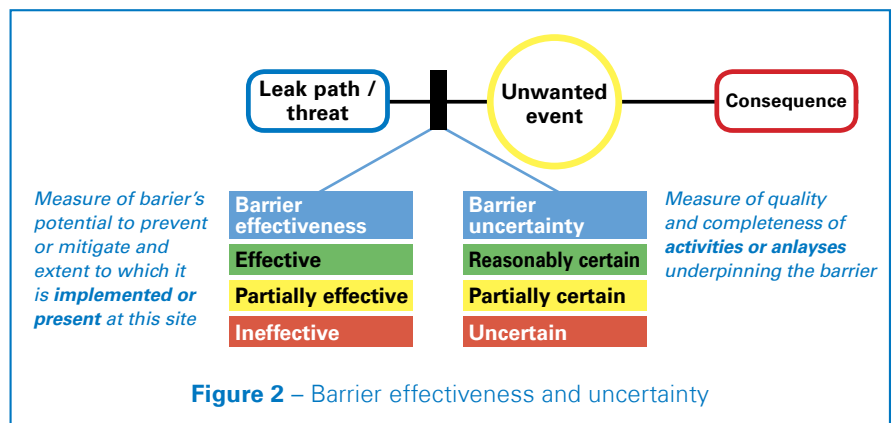 Leak path /
threat
Unwanted
event
Consequence
Measure of barier's
potential to prevent
or mitigate and
extent to which it
is implemented or
present at this site
Barrier
effectiveness
Effective
Partially effective
Ineffective
Barrier
uncertainty
Reasonably certain
Partially certain
Uncertain
Measure of quality
and completeness of
activities or anlayses
underpinning the barrier
Figure 2 – Barrier effectiveness and uncertainty